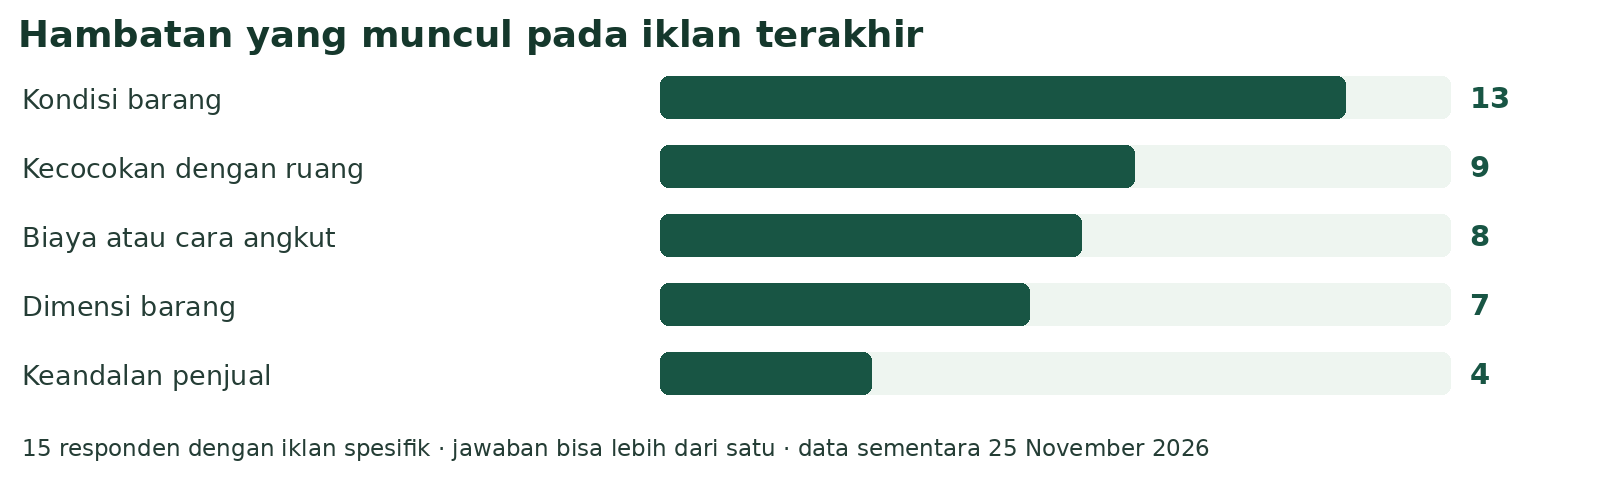 Hambatan yang muncul pada iklan terakhir
Kondisi barang 13
Kecocokan dengan ruang 9
Biaya atau cara angkut 8
Dimensi barang 7
Keandalan penjual 4
15 responden dengan iklan spesifik · jawaban bisa lebih dari satu · data sementara 25 November 2026